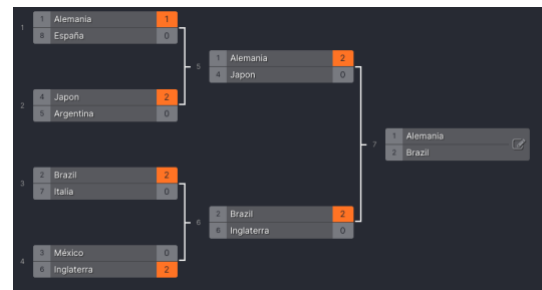 1
1 Alemania 1
8 España 0
2
4 Japon 2
5 Argentina 0
3
2 Brazil 2
7 Italia 0
4
3 México 0
6 Inglaterra 2
5
1 Alemania 2
4 Japon 0
6
2 Brazil 2
6 Inglaterra 0
7
1 Alemania
2 Brazil